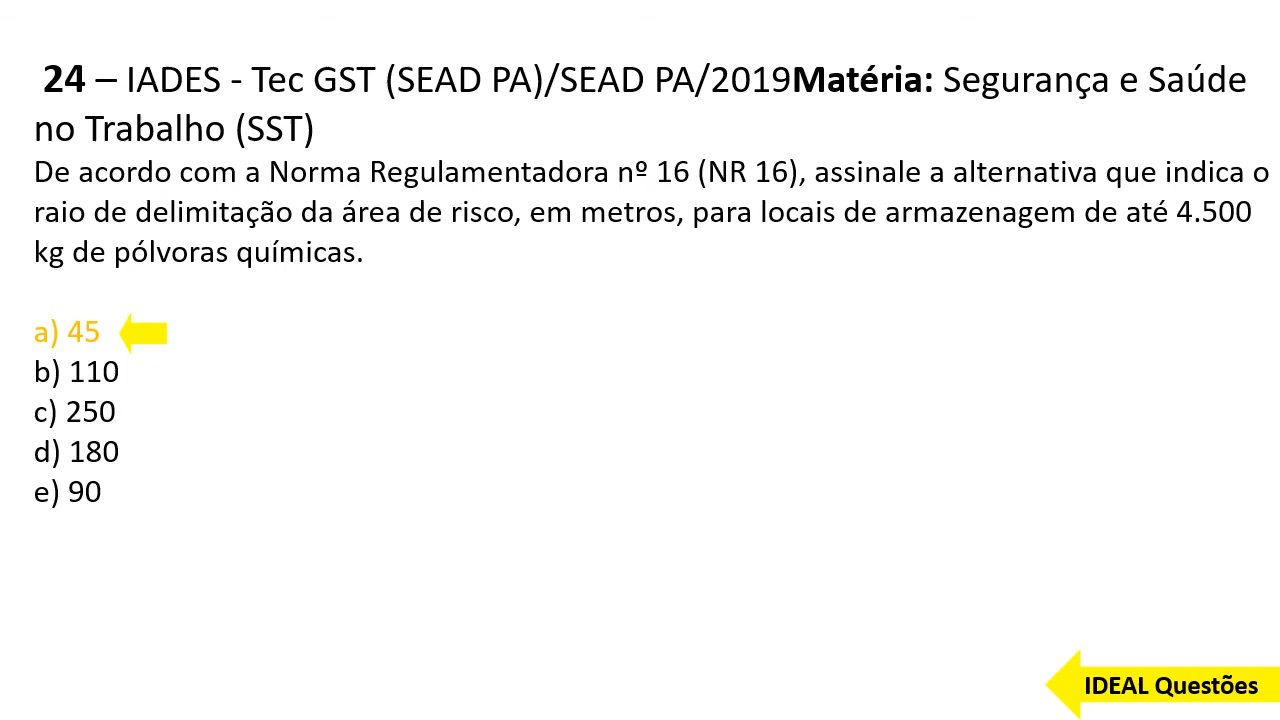 24 – IADES - Tec GST (SEAD PA)/SEAD PA/2019Matéria: Segurança e Saúde
no Trabalho (SST)
De acordo com a Norma Regulamentadora nº 16 (NR 16), assinale a alternativa que indica o
raio de delimitação da área de risco, em metros, para locais de armazenagem de até 4.500
kg de pólvoras químicas.
a) 45
b) 110
c) 250
d) 180
e) 90
IDEAL Questões